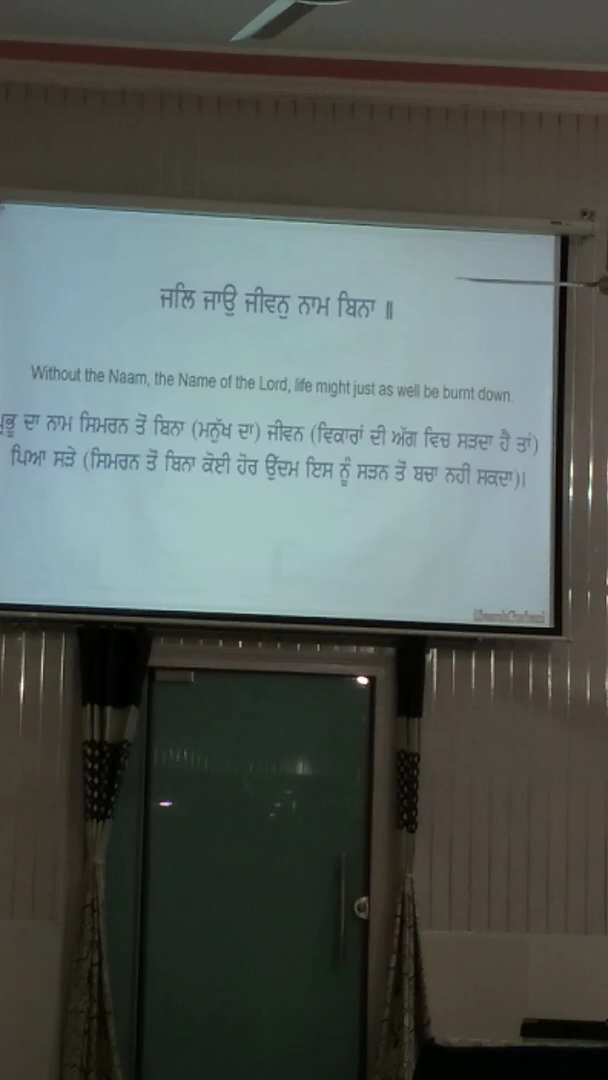 ਜਲਿ ਜਾਉ ਜੀਵਨੁ ਨਾਮ ਬਿਨਾ ॥
Without the Naam, the Name of the Lord, life might just as well be burnt down.
ਦਾ ਨਾਮ ਸਿਮਰਨ ਤੋਂ ਬਿਨਾ (ਮਨੁੱਖ ਦਾ) ਜੀਵਨ (ਵਿਕਾਰਾਂ ਦੀ ਅੱਗ ਵਿਚ ਸੜਦਾ ਹੈ ਤਾਂ)
ਪਿਆ ਸੜੇ (ਸਿਮਰਨ ਤੋਂ ਬਿਨਾ ਕੋਈ ਹੋਰ ਉੱਦਮ ਇਸ ਨੂੰ ਸੜਨ ਤੋਂ ਬਚਾ ਨਹੀ ਸਕਦਾ)।